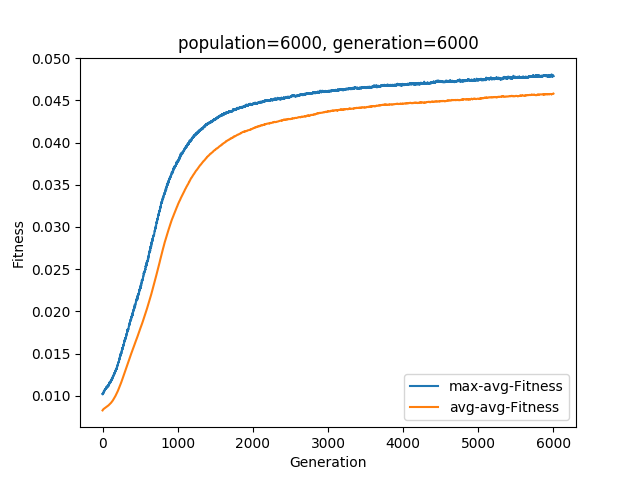 population=6000, generation=6000
0.050
0.045
0.040
0.035
0.030
0.025
0.020
0.015
0.010
Fitness
max-avg-Fitness
avg-avg-Fitness
0 1000 2000 3000 4000 5000 6000
Generation